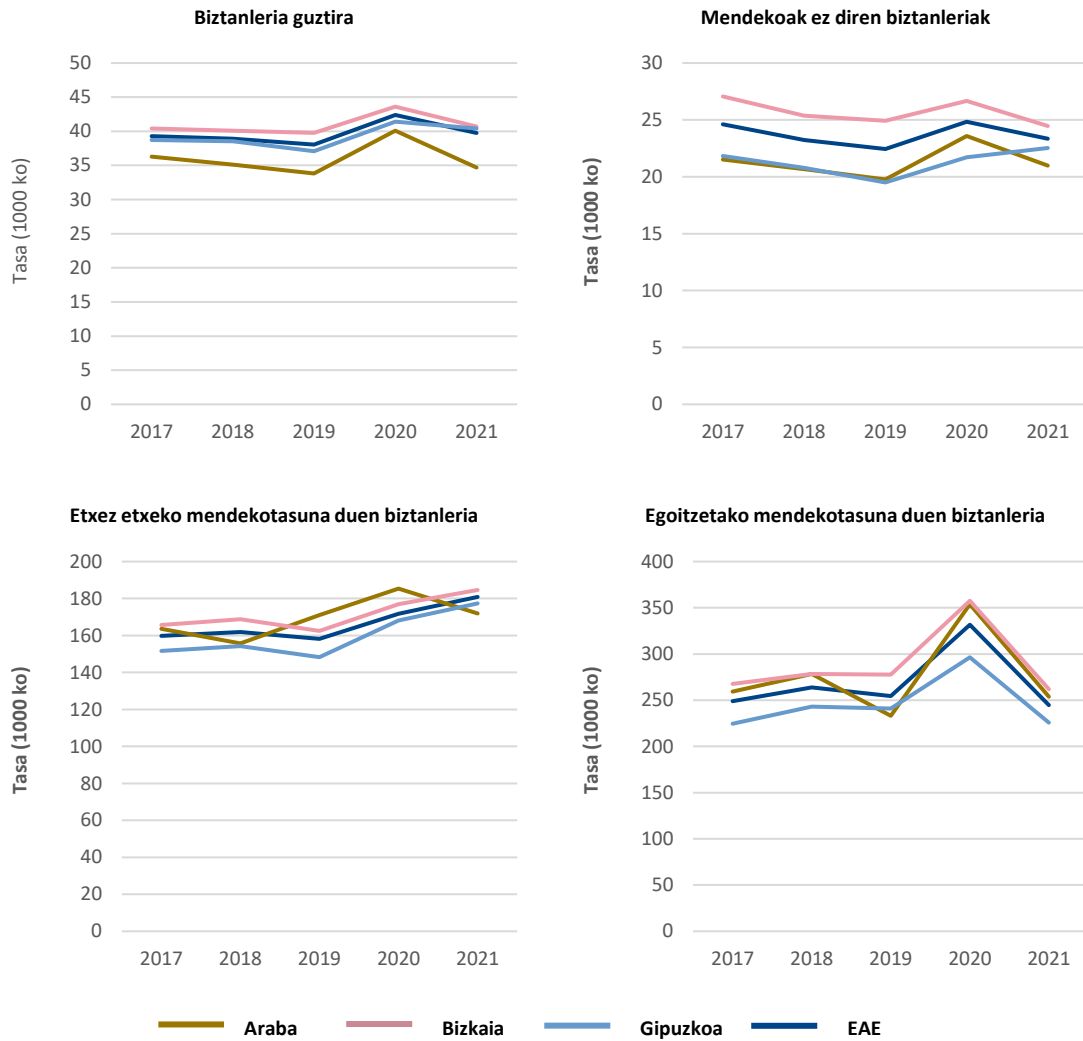 Biztanleria guztira
Tasa (1000 ko)
50
45
40
35
30
25
20
15
10
5
0
2017 2018 2019 2020 2021
Mendekoak ez diren biztanleriak
Tasa (1000 ko)
30
25
20
15
10
5
0
2017 2018 2019 2020 2021
Etxez etxeko mendekotasuna duen biztanleria
Tasa (1000 ko)
200
180
160
140
120
100
80
60
40
20
0
2017 2018 2019 2020 2021
Egoitzetako mendekotasuna duen biztanleria
Tasa (1000 ko)
400
350
300
250
200
150
100
50
0
2017 2018 2019 2020 2021
Araba Bizkaia Gipuzkoa EAE